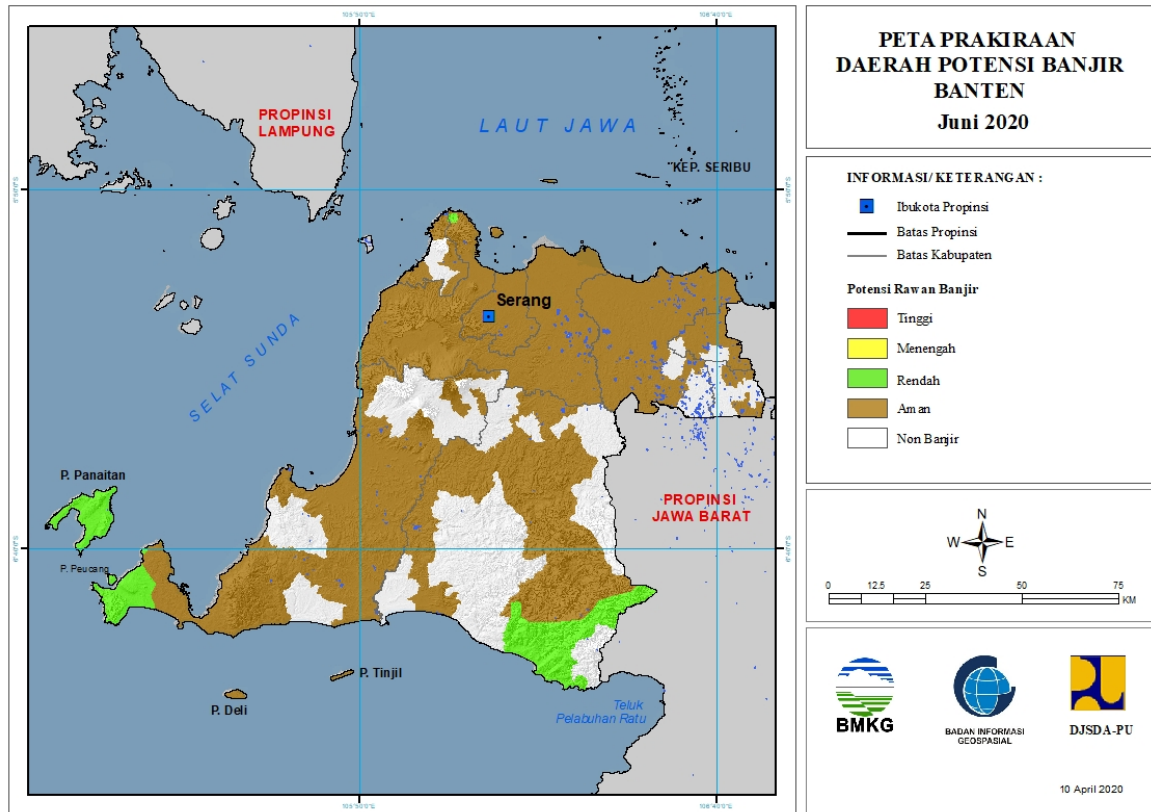 PETA PRAKIRAAN
DAERAH POTENSI BANJIR
BANTEN
Juni 2020
INFORMASI/ KETERANGAN :
Ibukota Propinsi
Batas Propinsi
Batas Kabupaten
Potensi Rawan Banjir
Tinggi
Menengah
Rendah
Aman
Non Banjir
N
W
E
S
0
12.5
25
50
75
KM
BMKG
BADAN INFORMASI
GEOSPASIAL
DJSDA-PU
10 April 2020
PROPINSI
LAMPUNG
LAUT JAWA
KEP. SERIBU
Serang
SELAT SUNDA
P. Panaitan
P. Peucang
PROPINSI
JAWA BARAT
P. Tinjil
P. Deli
Teluk
Pelabuhan Ratu